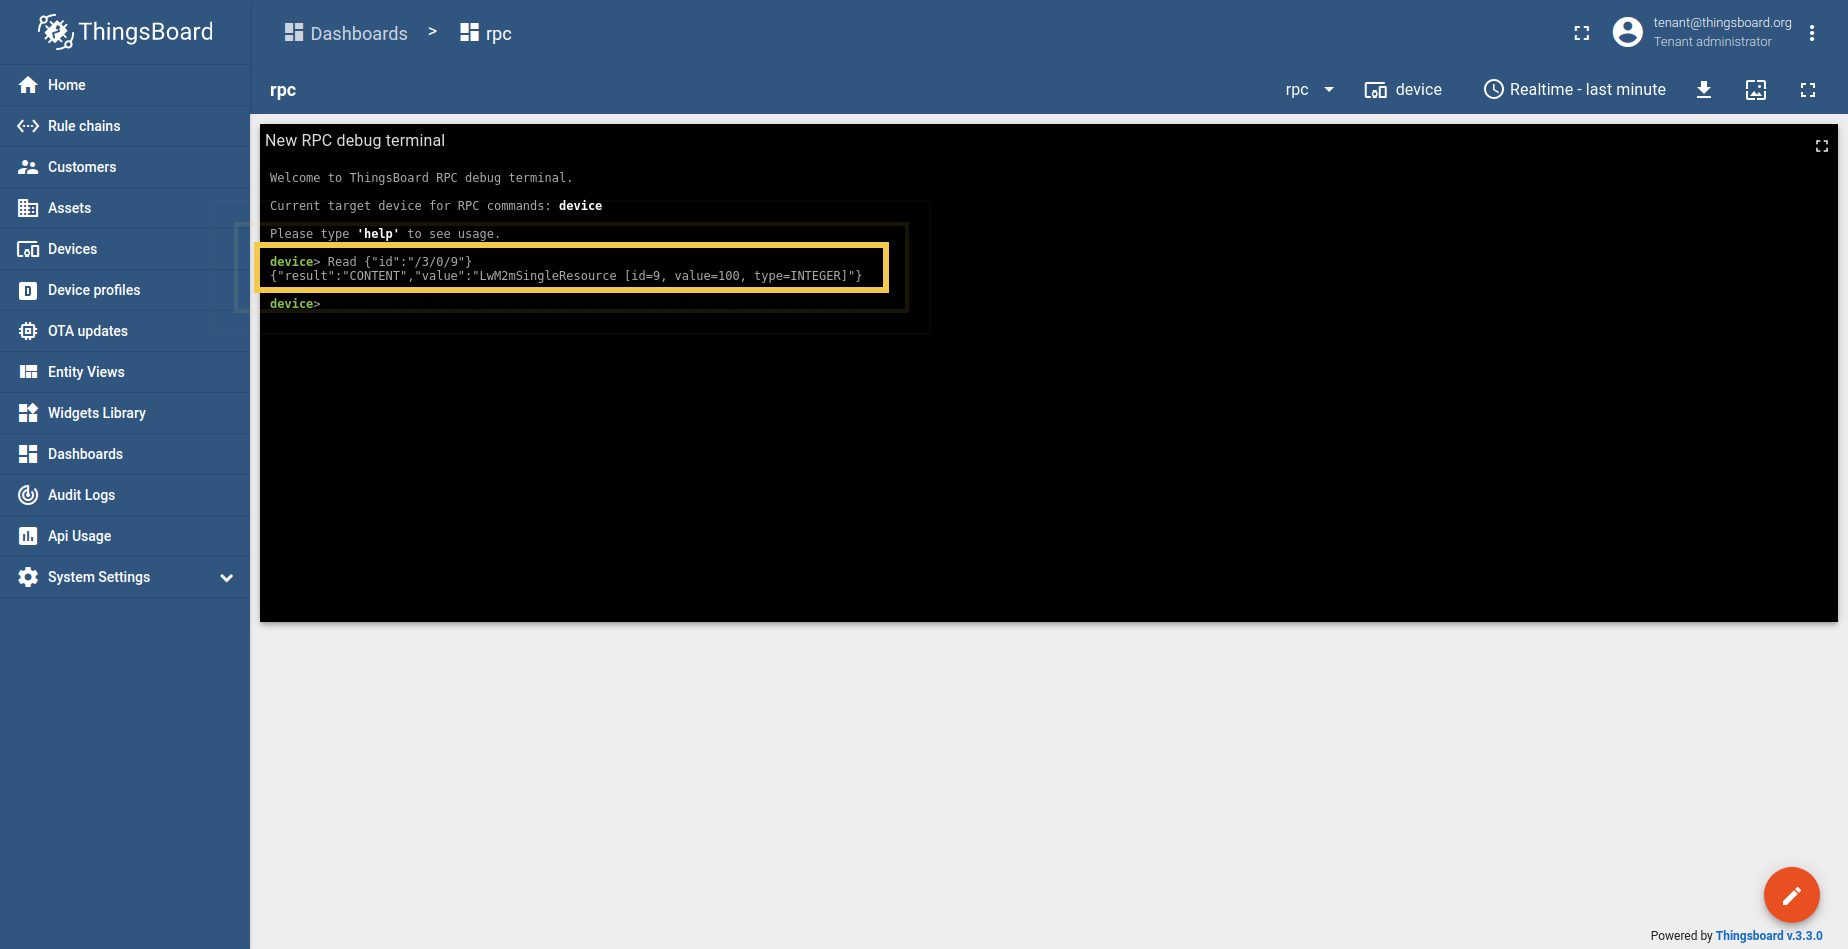 ThingsBoard
Dashboards > rpc
tenant@thingsboard.org
Tenant administrator
Home
Rule chains
Customers
Assets
Devices
Device profiles
OTA updates
Entity Views
Widgets Library
Dashboards
Audit Logs
Api Usage
System Settings
rpc
rpc device Realtime - last minute
New RPC debug terminal
Welcome to ThingsBoard RPC debug terminal.
Current target device for RPC commands: device
Please type 'help' to see usage.
device> Read {"id":"/3/0/9"}
{"result":"CONTENT","value":"LwM2mSingleResource [id=9, value=100, type=INTEGER]"}
device>
Powered by Thingsboard v.3.3.0